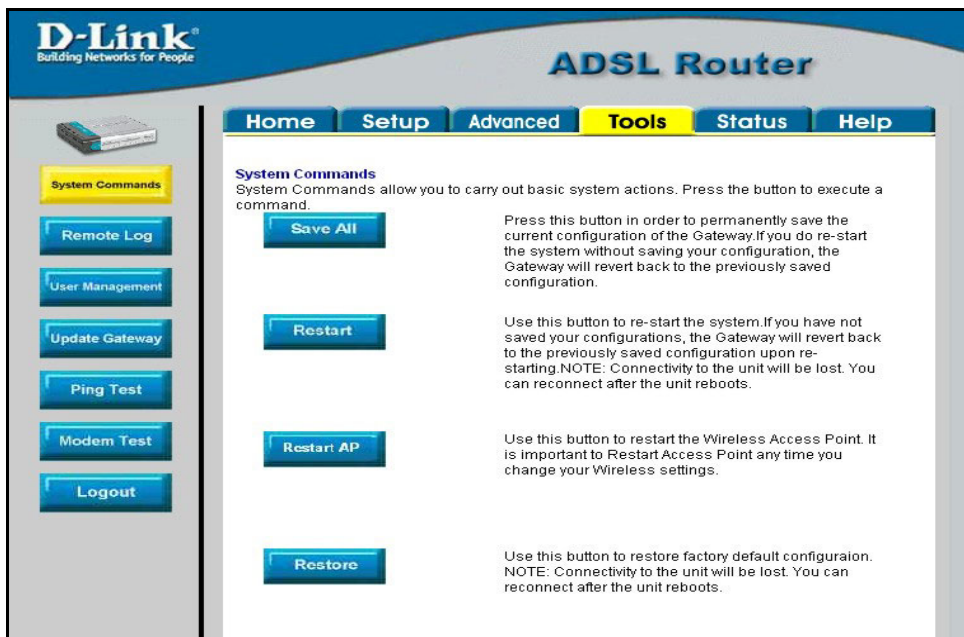 D-Link®
Building Networks for People
ADSL Router
Home Setup Advanced Tools Status Help
System Commands
Remote Log
User Management
Update Gateway
Ping Test
Modem Test
Logout
System Commands
System Commands allow you to carry out basic system actions. Press the button to execute a
command.
Save All
Press this button in order to permanently save the
current configuration of the Gateway.If you do re-start
the system without saving your configuration, the
Gateway will revert back to the previously saved
configuration.
Restart
Use this button to re-start the system.If you have not
saved your configurations, the Gateway will revert back
to the previously saved configuration upon re-
starting.NOTE: Connectivity to the unit will be lost. You
can reconnect after the unit reboots.
Restart AP
Use this button to restart the Wireless Access Point. It
is important to Restart Access Point any time you
change your Wireless settings.
Restore
Use this button to restore factory default configuraion.
NOTE: Connectivity to the unit will be lost. You can
reconnect after the unit reboots.